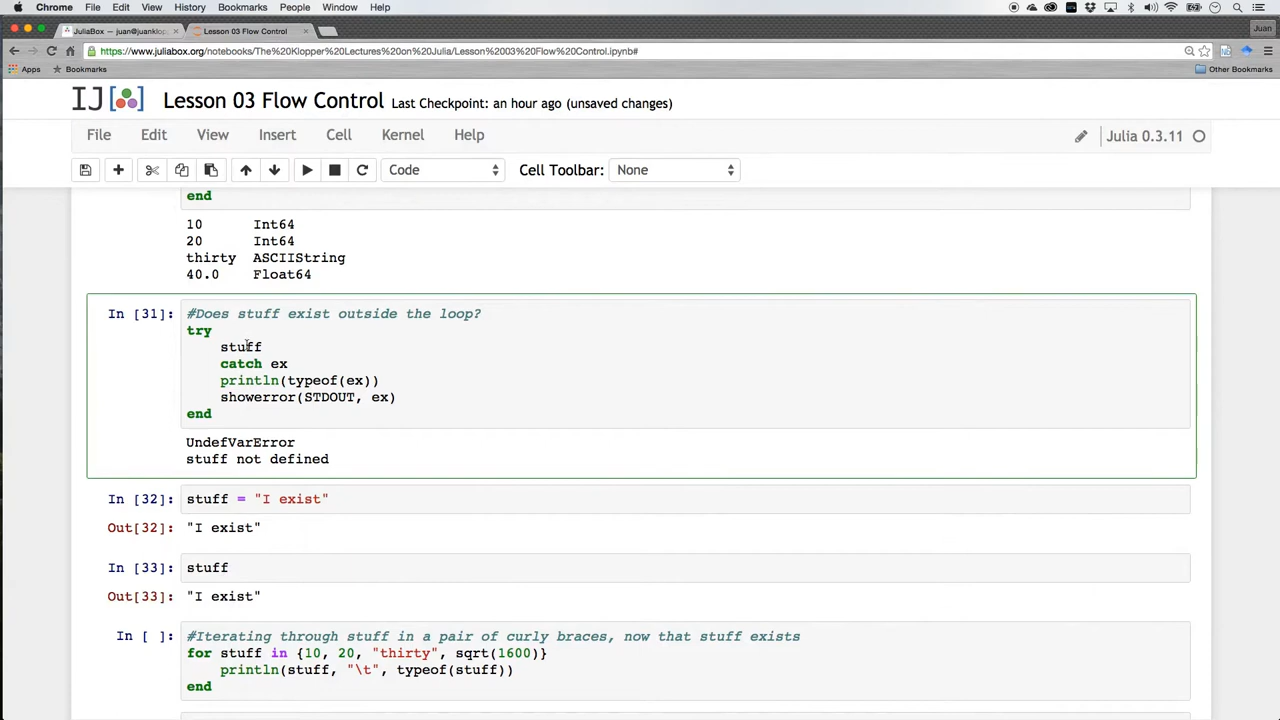 Chrome File Edit View History Bookmarks People Window Help
JuliaBox — juan@juanklop
Lesson 03 Flow Control
Juan
https://www.juliabox.org/notebooks/The%20Klopper%20Lectures%20on%20Julia/Lesson%2003%20Flow%20Control.ipynb#
Apps Bookmarks Other Bookmarks
IJ[ ] Lesson 03 Flow Control Last Checkpoint: an hour ago (unsaved changes)
File Edit View Insert Cell Kernel Help Julia 0.3.11
Code Cell Toolbar: None
end
10 Int64
20 Int64
thirty ASCIIString
40.0 Float64
In [31]: #Does stuff exist outside the loop?
try
stuff
catch ex
println(typeof(ex))
showerror(STDOUT, ex)
end
UndefVarError
stuff not defined
In [32]: stuff = "I exist"
Out[32]: "I exist"
In [33]: stuff
Out[33]: "I exist"
In [ ]: #Iterating through stuff in a pair of curly braces, now that stuff exists
for stuff in {10, 20, "thirty", sqrt(1600)}
println(stuff, "\t", typeof(stuff))
end